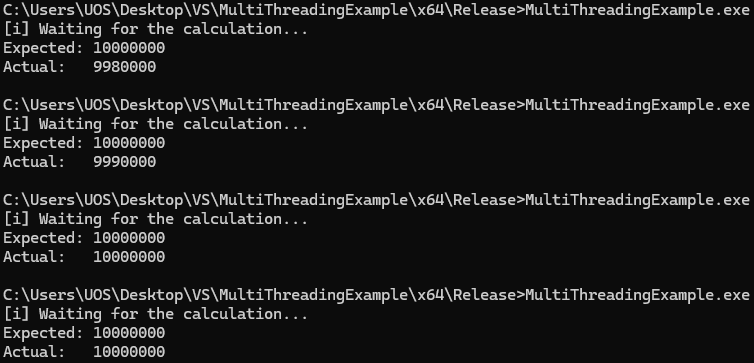 C:\Users\UOS\Desktop\VS\MultiThreadingExample\x64\Release>MultiThreadingExample.exe
[i] Waiting for the calculation...
Expected: 10000000
Actual:   9980000
C:\Users\UOS\Desktop\VS\MultiThreadingExample\x64\Release>MultiThreadingExample.exe
[i] Waiting for the calculation...
Expected: 10000000
Actual:   9990000
C:\Users\UOS\Desktop\VS\MultiThreadingExample\x64\Release>MultiThreadingExample.exe
[i] Waiting for the calculation...
Expected: 10000000
Actual:   10000000
C:\Users\UOS\Desktop\VS\MultiThreadingExample\x64\Release>MultiThreadingExample.exe
[i] Waiting for the calculation...
Expected: 10000000
Actual:   10000000